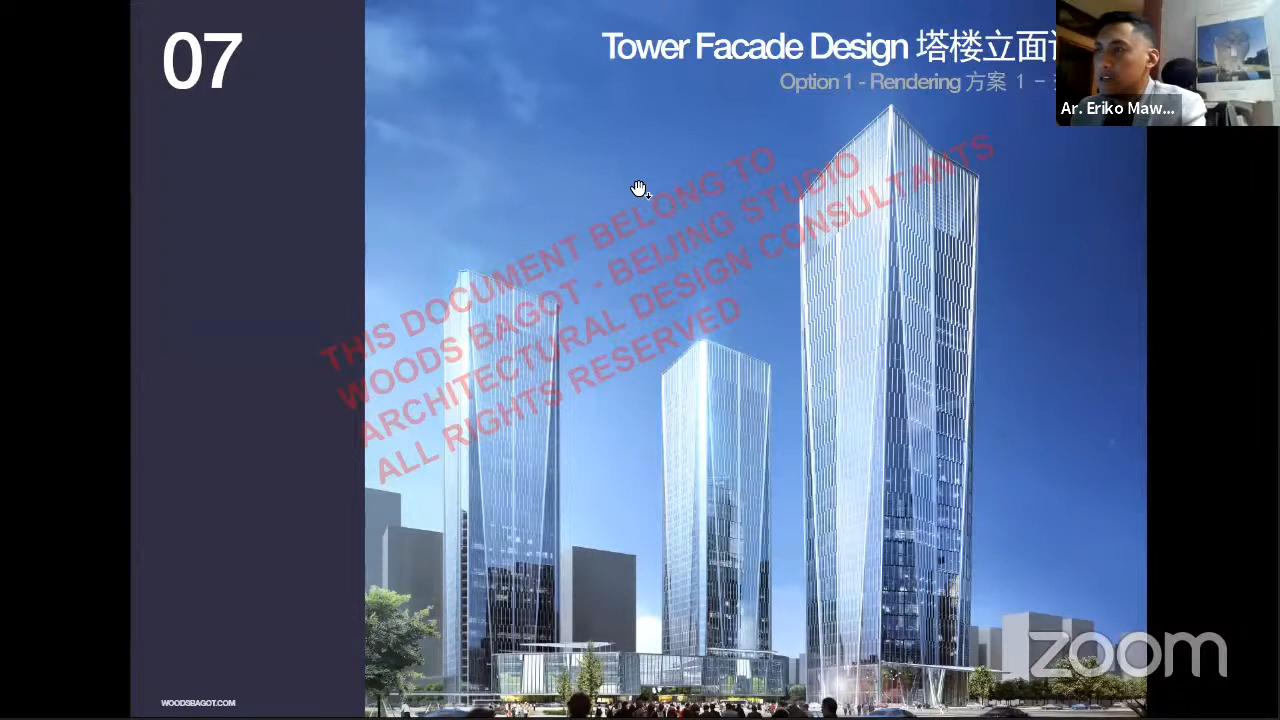 07
Tower Facade Design 塔楼立面
Option 1 - Rendering 方案 1 -
Ar. Eriko Maw...
THIS DOCUMENT BELONG TO
WOODS BAGOT - BEIJING STUDIO
ARCHITECTURAL DESIGN CONSULTANTS
ALL RIGHTS RESERVED
zoom
WOODSBAGOT.COM